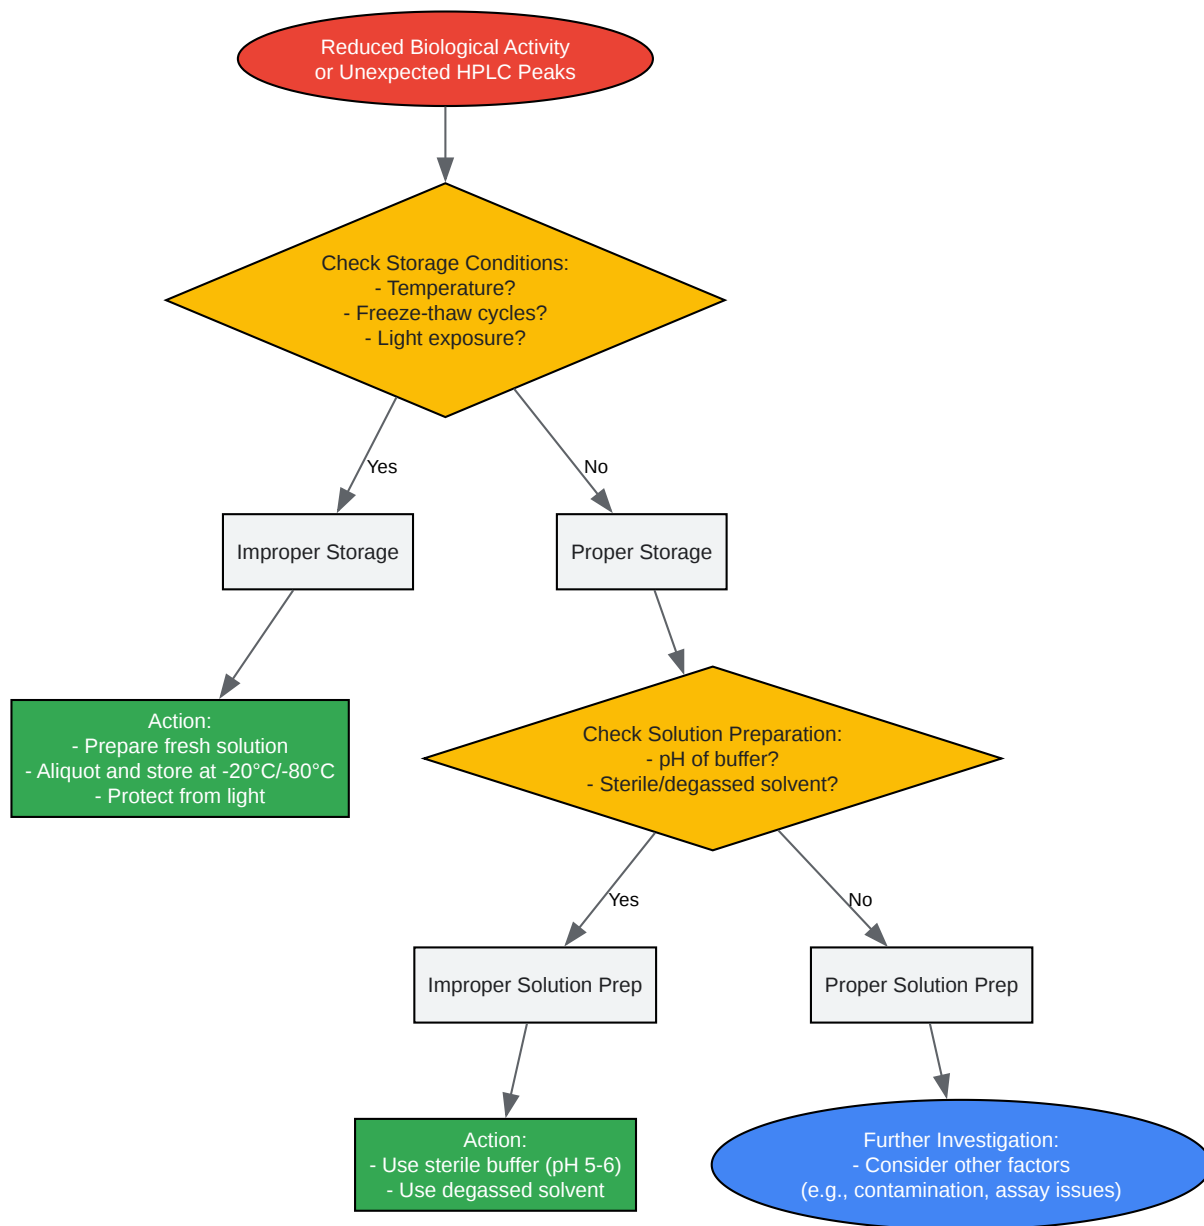 Reduced Biological Activity
or Unexpected HPLC Peaks
Check Storage Conditions:
- Temperature?
- Freeze-thaw cycles?
- Light exposure?
Yes
No
Improper Storage
Proper Storage
Action:
- Prepare fresh solution
- Aliquot and store at -20°C/-80°C
- Protect from light
Check Solution Preparation:
- pH of buffer?
- Sterile/degassed solvent?
Yes
No
Improper Solution Prep
Proper Solution Prep
Action:
- Use sterile buffer (pH 5-6)
- Use degassed solvent
Further Investigation:
- Consider other factors
(e.g., contamination, assay issues)